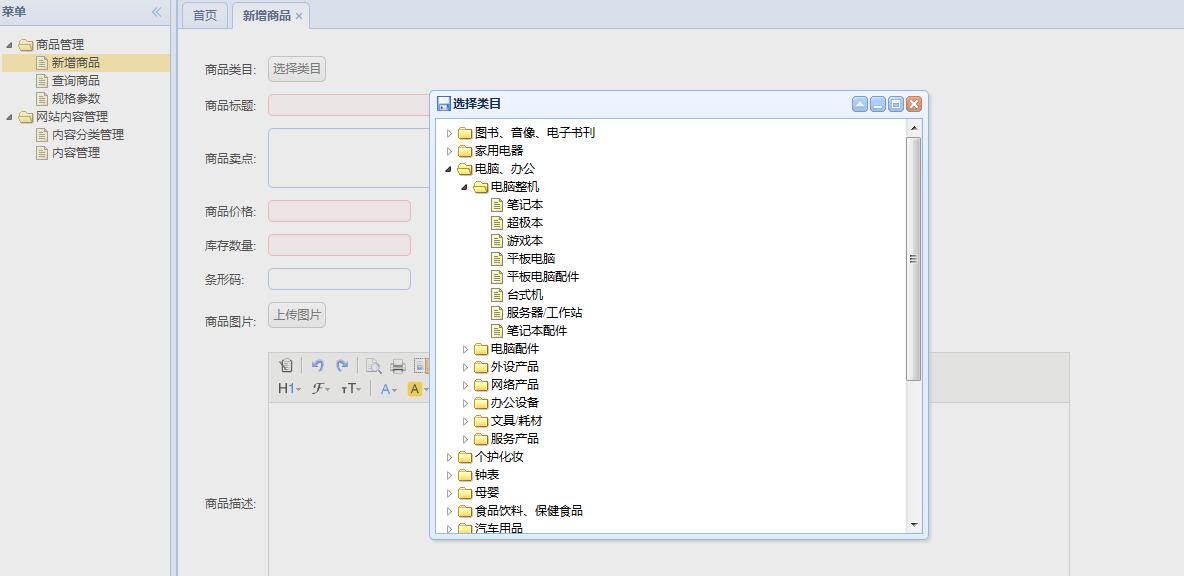 菜单
商品管理
新增商品
查询商品
规格参数
网站内容管理
内容分类管理
内容管理
首页
新增商品
商品类目:
选择类目
商品标题:
商品卖点:
商品价格:
库存数量:
条形码:
商品图片:
上传图片
H1
F
тT
A
A
商品描述:
选择类目
图书、音像、电子书刊
家用电器
电脑、办公
电脑整机
笔记本
超极本
游戏本
平板电脑
平板电脑配件
台式机
服务器/工作站
笔记本配件
电脑配件
外设产品
网络产品
办公设备
文具/耗材
服务产品
个护化妆
钟表
母婴
食品饮料、保健食品
汽车用品